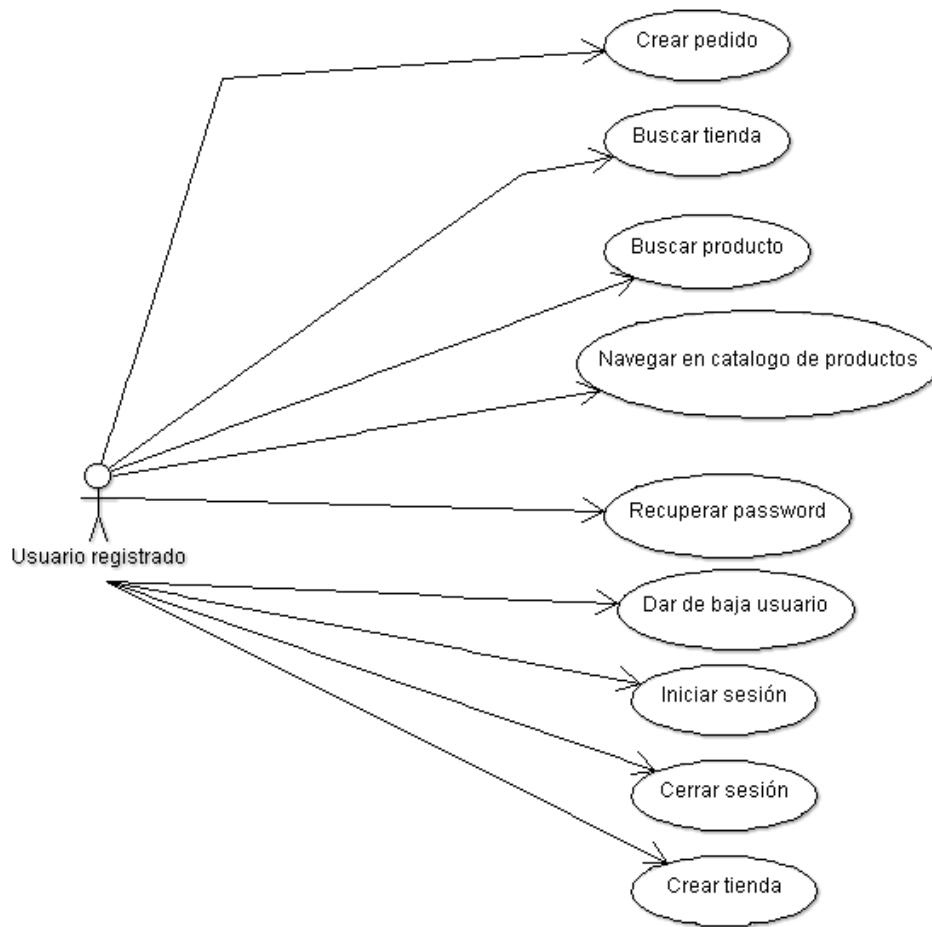 Crear pedido
Buscar tienda
Buscar producto
Navegar en catalogo de productos
Recuperar password
Usuario registrado
Dar de baja usuario
Iniciar sesión
Cerrar sesión
Crear tienda